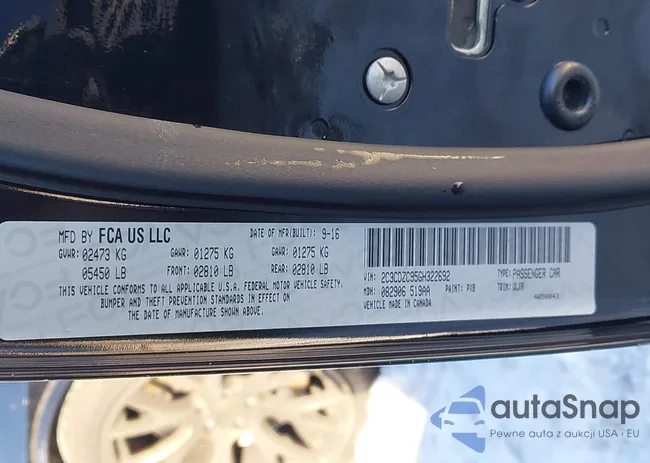 MFD BY FCA US LLC
DATE OF MFR(BUILT): 9-16
GVWR: 02473 KG
GAWR: 01275 KG
GAWR: 01275 KG
05450 LB
FRONT: 02810 LB
REAR: 02810 LB
THIS VEHICLE CONFORMS TO ALL APPLICABLE U.S.A. FEDERAL MOTOR VEHICLE SAFETY,
BUMPER AND THEFT PREVENTION STANDARDS IN EFFECT ON
THE DATE OF MANUFACTURE SHOWN ABOVE.
VIN: 2C3CDZC95GH322692
TYPE: PASSENGER CAR
MDH: 082906 519AA
PAINT: PX8
TRIM: ULX9
VEHICLE MADE IN CANADA
autaSnap
Pewne auta z aukcji USA i EU